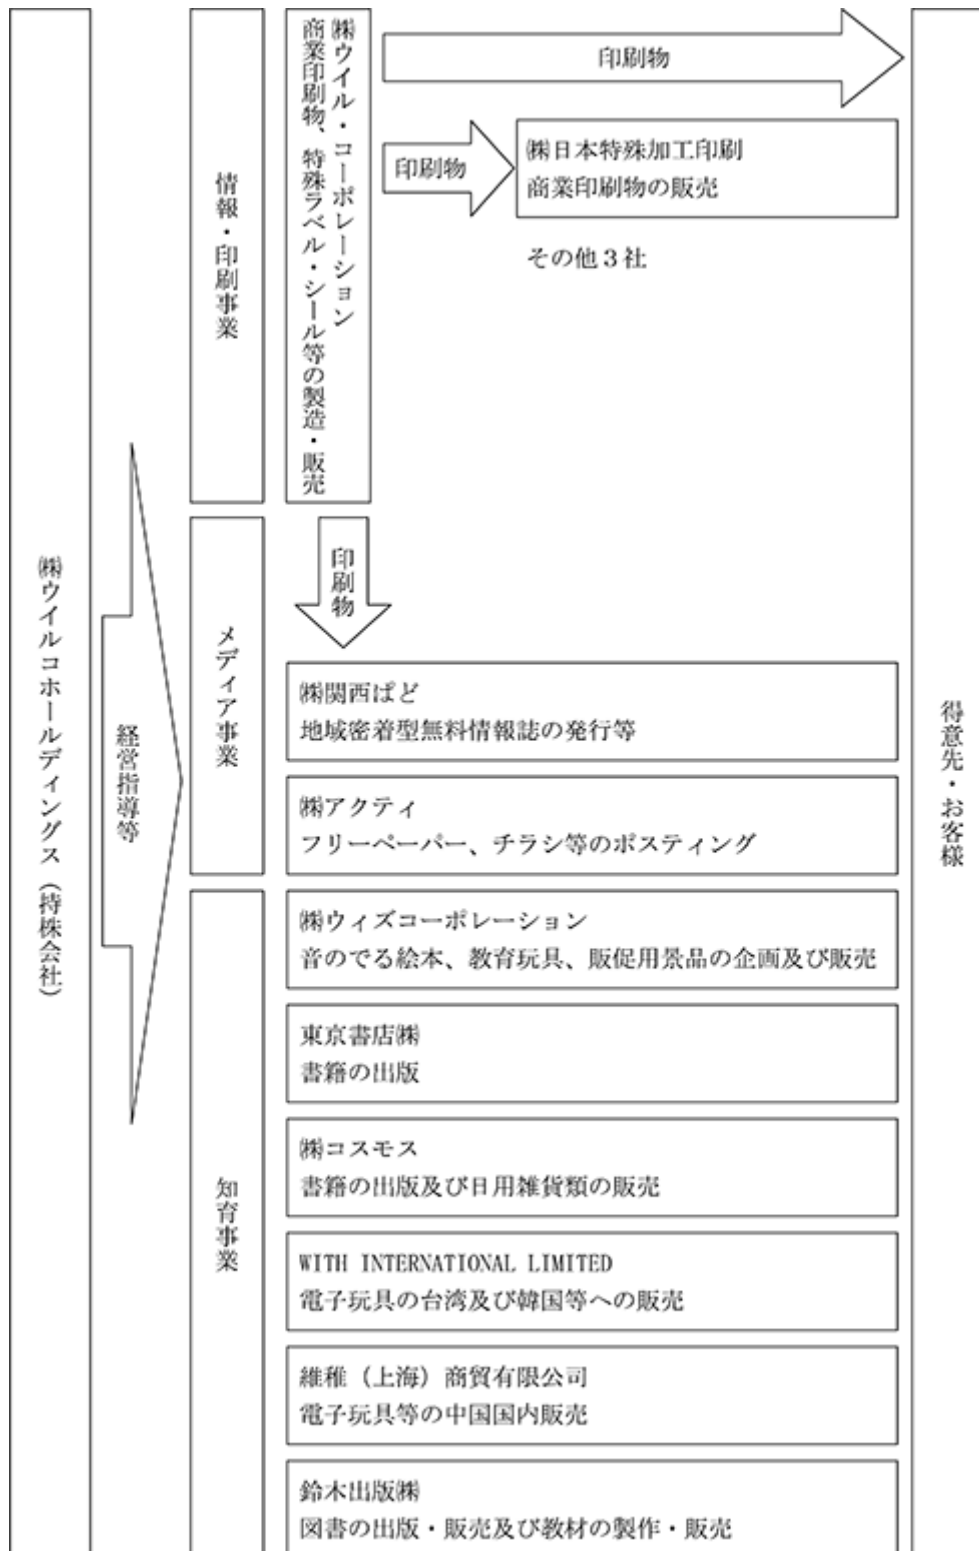 ㈱ウイルコホールディングス（持株会社）
経営指導等
情報・印刷事業
㈱ウイル・コーポレーション
商業印刷物、特殊ラベル・シール等の製造・販売
印刷物
印刷物
㈱日本特殊加工印刷
商業印刷物の販売
その他３社
メディア事業
印刷物
㈱関西ぱど
地域密着型無料情報誌の発行等
㈱アクティ
フリーペーパー、チラシ等のポスティング
知育事業
㈱ウィズコーポレーション
音のでる絵本、教育玩具、販促用景品の企画及び販売
東京書店㈱
書籍の出版
㈱コスモス
書籍の出版及び日用雑貨類の販売
WITH INTERNATIONAL LIMITED
電子玩具の台湾及び韓国等への販売
維稚（上海）商貿有限公司
電子玩具等の中国国内販売
鈴木出版㈱
図書の出版・販売及び教材の製作・販売
得意先・お客様